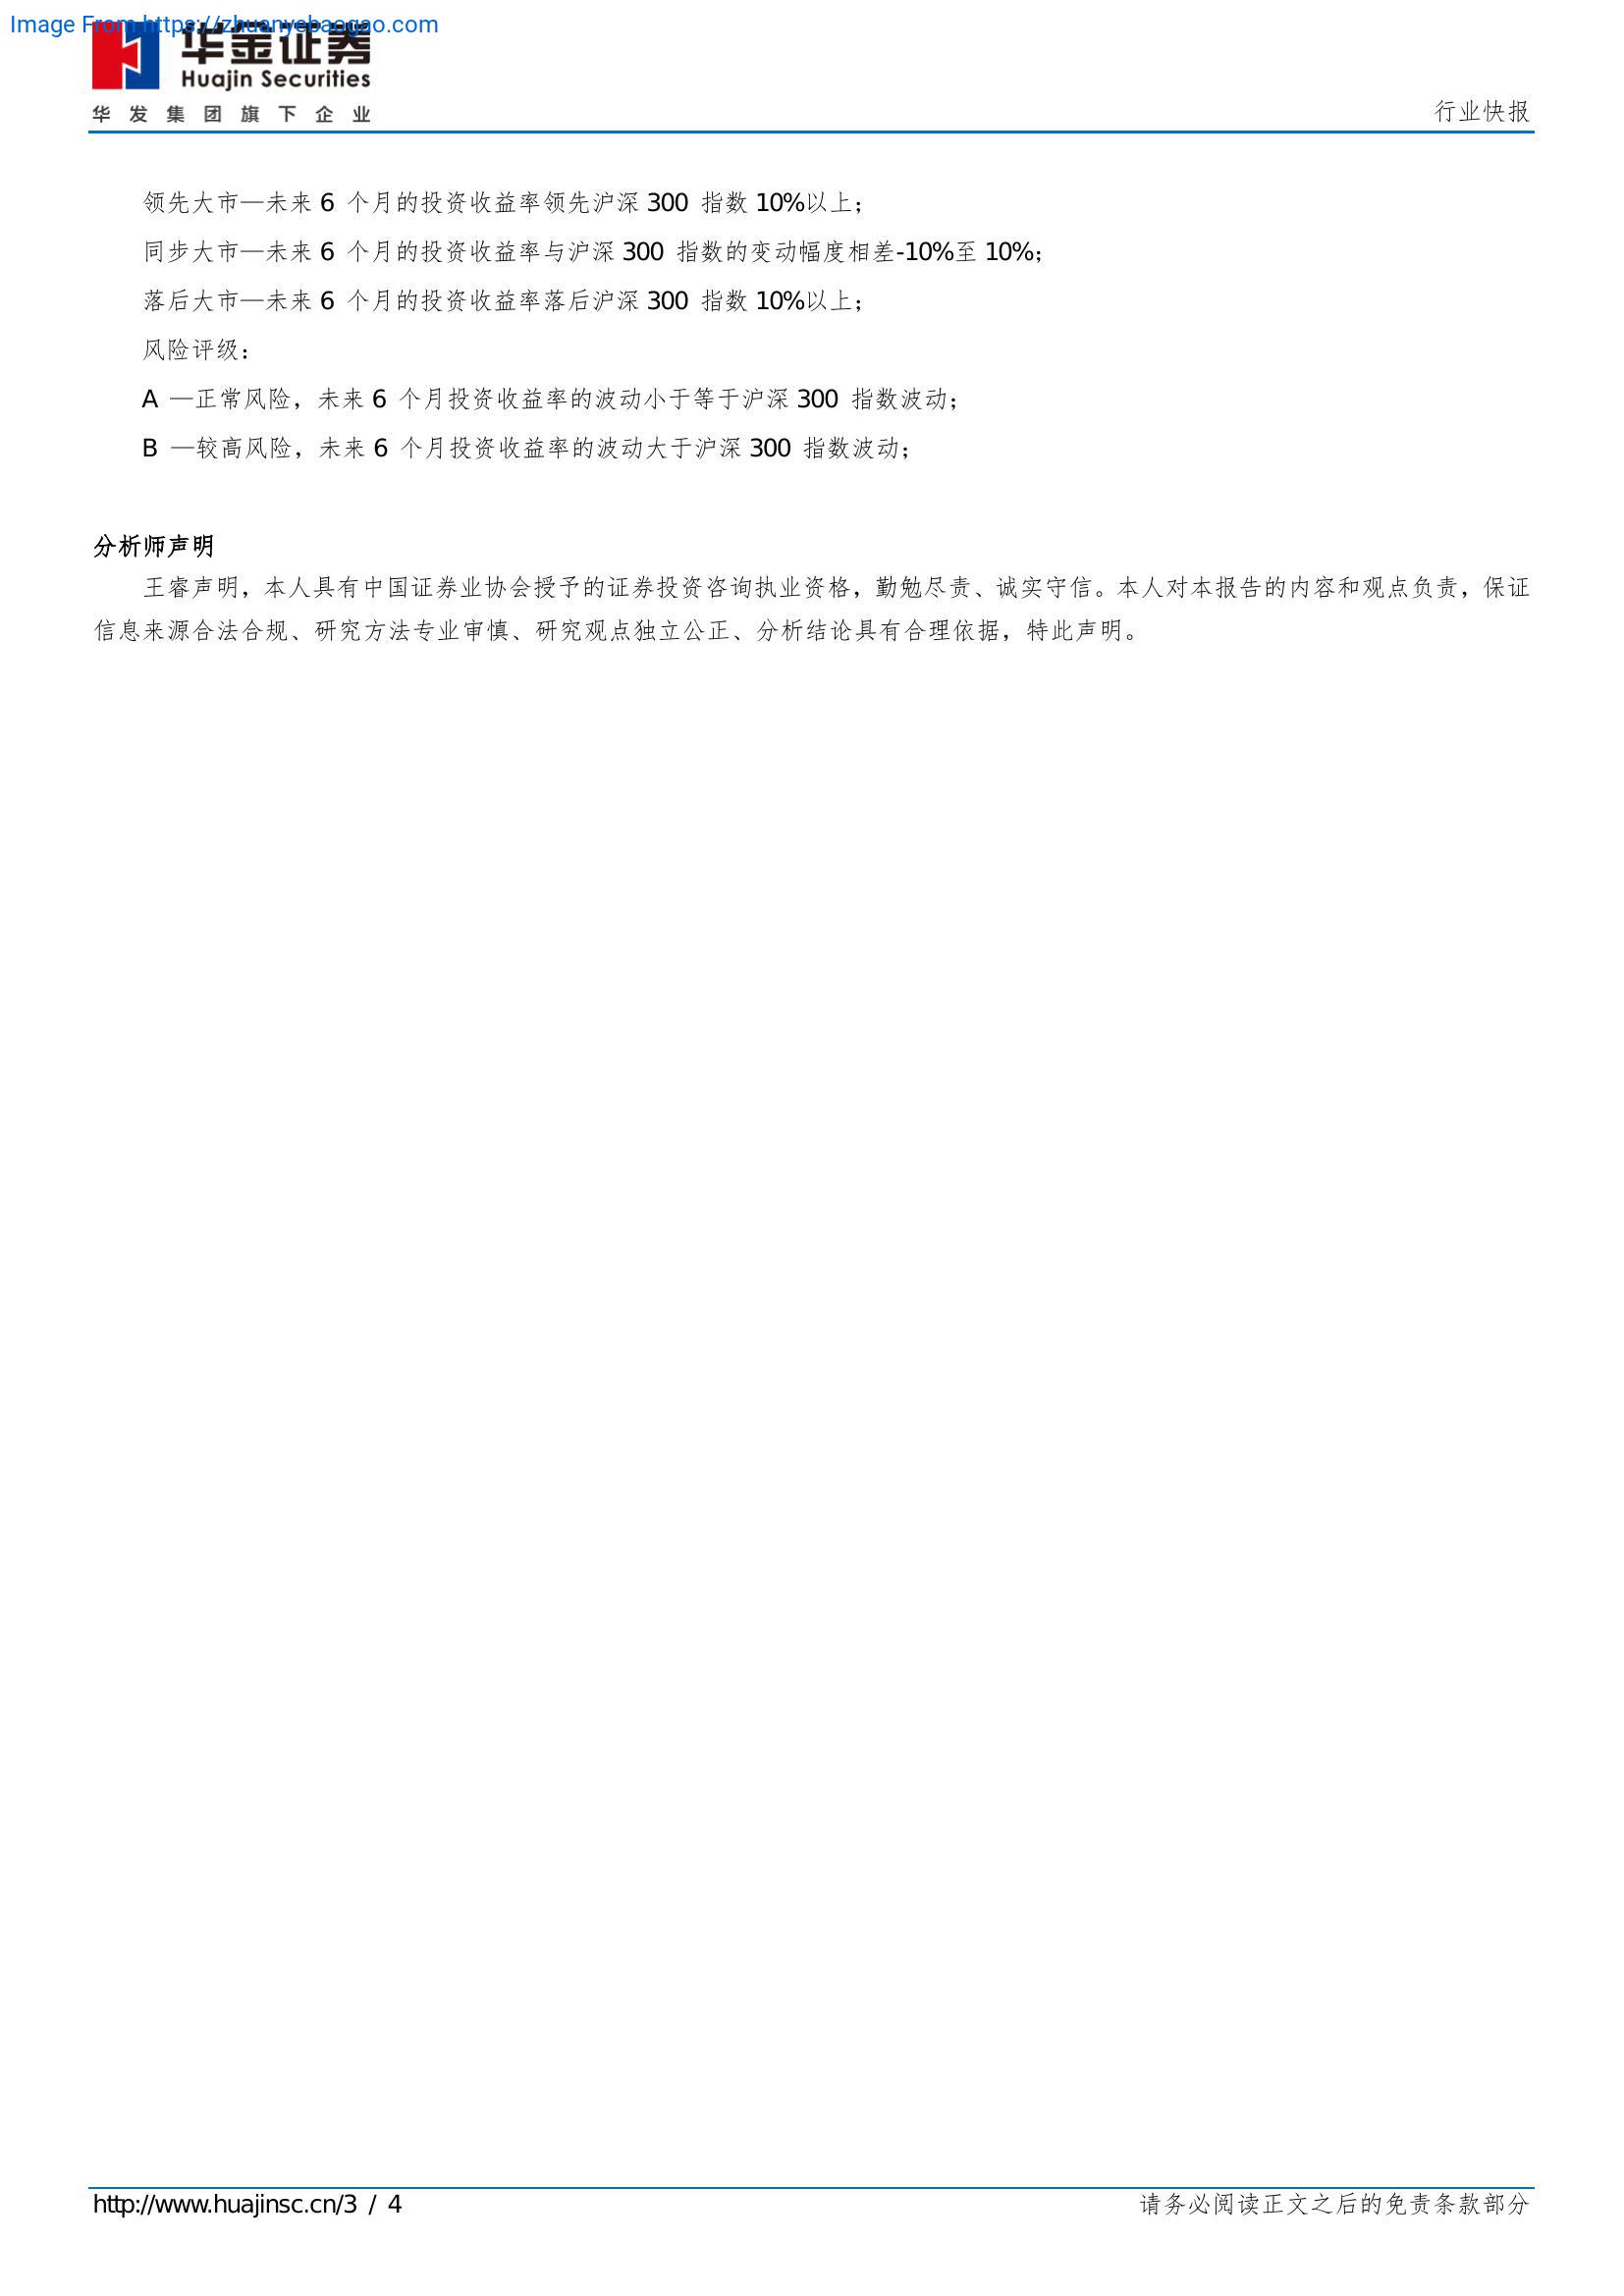 Image From https://zhuanyebaogao.com
华金证券
Huajin Securities
华发集团旗下企业
行业快报
领先大市—未来 6 个月的投资收益率领先沪深 300 指数 10%以上；
同步大市—未来 6 个月的投资收益率与沪深 300 指数的变动幅度相差-10%至 10%；
落后大市—未来 6 个月的投资收益率落后沪深 300 指数 10%以上；
风险评级：
A —正常风险，未来 6 个月投资收益率的波动小于等于沪深 300 指数波动；
B —较高风险，未来 6 个月投资收益率的波动大于沪深 300 指数波动；
分析师声明
王睿声明，本人具有中国证券业协会授予的证券投资咨询执业资格，勤勉尽责、诚实守信。本人对本报告的内容和观点负责，保证
信息来源合法合规、研究方法专业审慎、研究观点独立公正、分析结论具有合理依据，特此声明。
http://www.huajinsc.cn/3 / 4
请务必阅读正文之后的免责条款部分